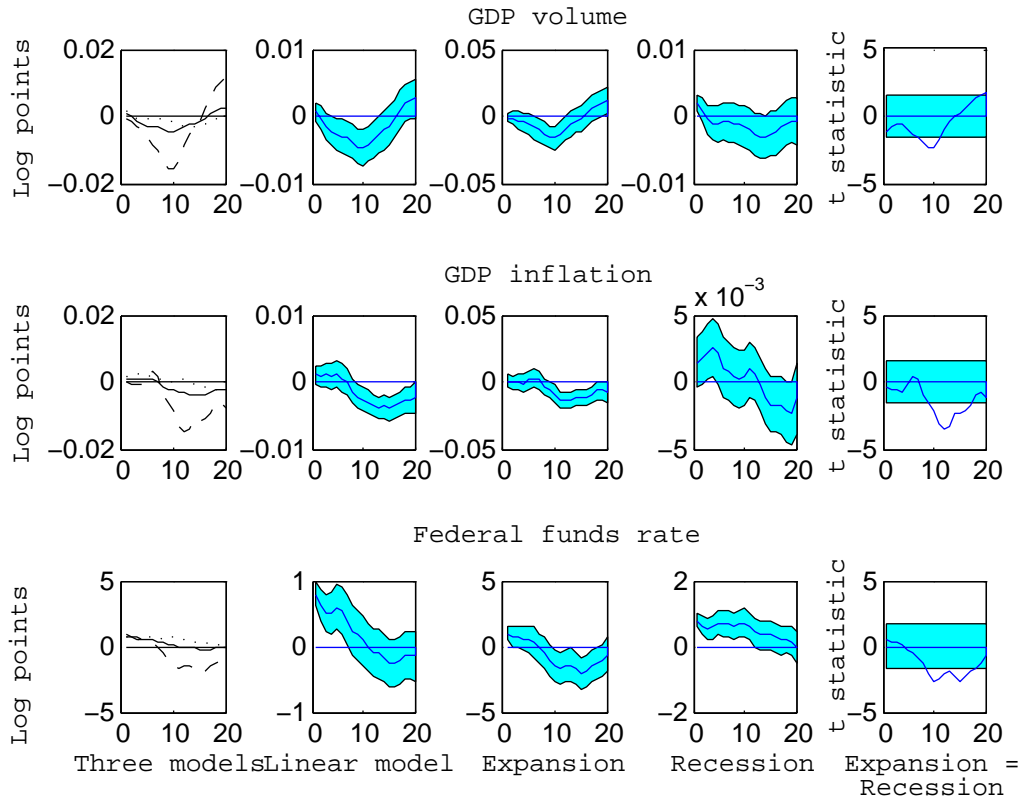 GDP volume
Log points
0.02
0
−0.02
0 10 20
0.01
0
−0.01
0 10 20
0.05
0
−0.05
0 10 20
0.01
0
−0.01
0 10 20
t statistic
5
0
−5
0 10 20
GDP inflation
Log points
0.02
0
−0.02
0 10 20
0.01
0
−0.01
0 10 20
0.05
0
−0.05
0 10 20
x 10^−3
5
0
−5
0 10 20
t statistic
5
0
−5
0 10 20
Federal funds rate
Log points
5
0
−5
0 10 20
Three models
1
0
−1
0 10 20
Linear model
5
0
−5
0 10 20
Expansion
2
0
−2
0 10 20
Recession
t statistic
5
0
−5
0 10 20
Expansion =
Recession